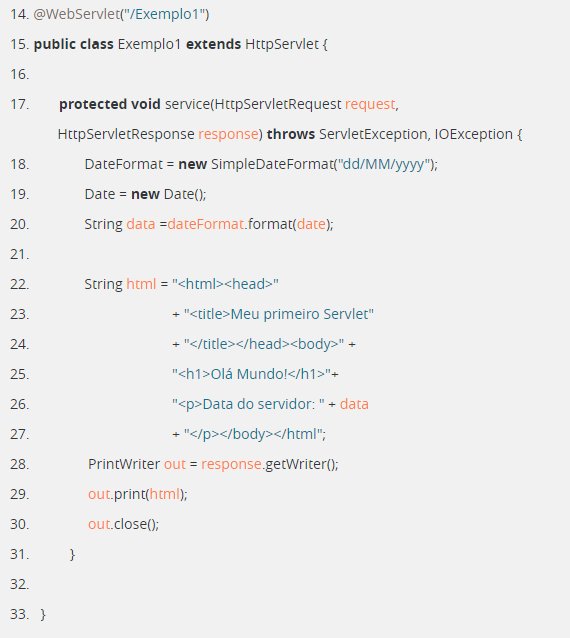 14. @WebServlet("/Exemplo1")
15. public class Exemplo1 extends HttpServlet {
16.
17. protected void service(HttpServletRequest request,
HttpServletResponse response) throws ServletException, IOException {
18. DateFormat = new SimpleDateFormat("dd/MM/yyyy");
19. Date = new Date();
20. String data =dateFormat.format(date);
21.
22. String html = "<html><head>"
23. + "<title>Meu primeiro Servlet"
24. + "</title></head><body>" +
25. "<h1>Olá Mundo!</h1>"+
26. "<p>Data do servidor: " + data
27. + "</p></body></html";
28. PrintWriter out = response.getWriter();
29. out.print(html);
30. out.close();
31. }
32.
33. }